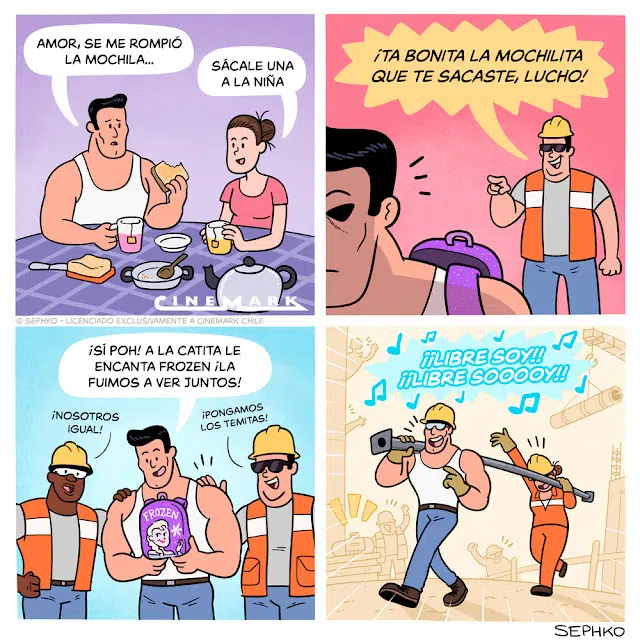 AMOR, SE ME ROMPIÓ
LA MOCHILA...
SÁCALE UNA
A LA NIÑA
CINEMARK
© SEPHKO - LICENCIADO EXCLUSIVAMENTE A CINEMARK CHILE
¡TA BONITA LA MOCHILITA
QUE TE SACASTE, LUCHO!
¡SÍ POH! A LA CATITA LE
ENCANTA FROZEN ¡LA
FUIMOS A VER JUNTOS!
¡NOSOTROS
IGUAL!
¡PONGAMOS
LOS TEMITAS!
FROZEN
¡¡LIBRE SOY!!
¡¡LIBRE SOOOOY!!
SEPHKO